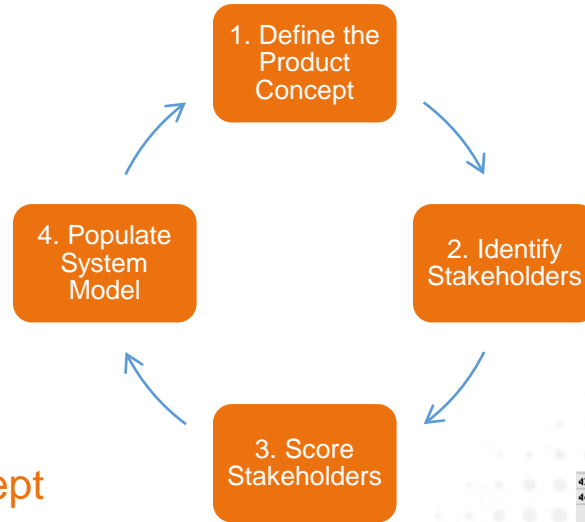 1. Define the
Product
Concept
4. Populate
System
Model
2. Identify
Stakeholders
3. Score
Stakeholders
ept